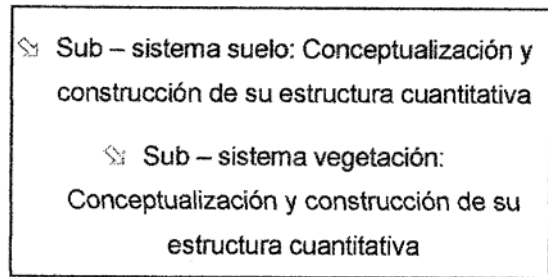 Sub – sistema suelo: Conceptualización y
construcción de su estructura cuantitativa
Sub – sistema vegetación:
Conceptualización y construcción de su
estructura cuantitativa